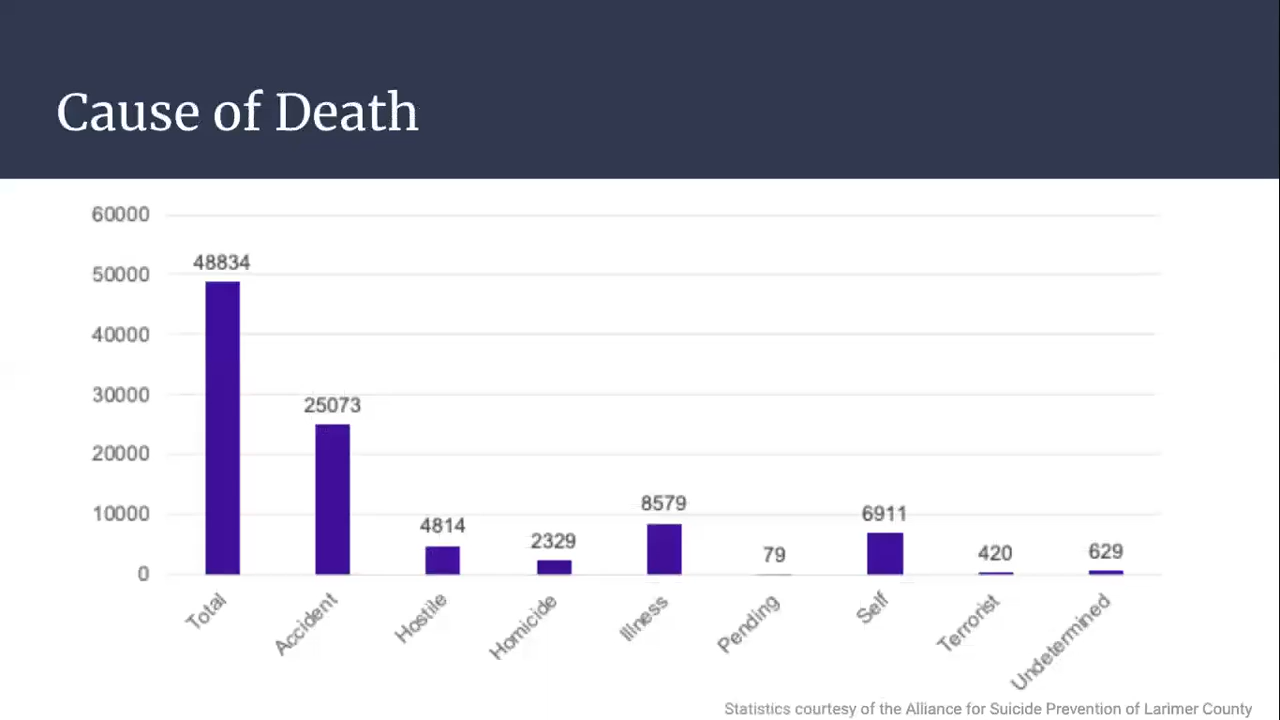 Cause of Death
60000
50000
40000
30000
20000
10000
0
48834
25073
4814
2329
8579
79
6911
420
629
Total
Accident
Hostile
Homicide
Illness
Pending
Self
Terrorist
Undetermined
Statistics courtesy of the Alliance for Suicide Prevention of Larimer County